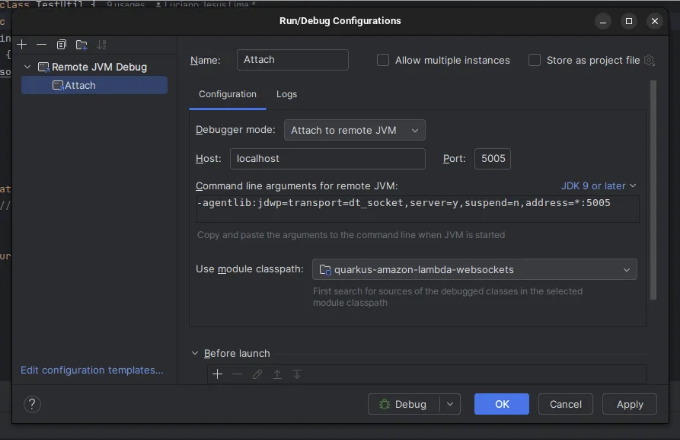 class TestUtil { 9 usages Luciano Jesus Lima *
Run/Debug Configurations
Remote JVM Debug
Attach
Name: Attach
Allow multiple instances
Store as project file
Configuration Logs
Debugger mode: Attach to remote JVM
Host: localhost Port: 5005
Command line arguments for remote JVM: JDK 9 or later
-agentlib:jdwp=transport=dt_socket,server=y,suspend=n,address=*:5005
Copy and paste the arguments to the command line when JVM is started
Use module classpath: quarkus-amazon-lambda-websockets
First search for sources of the debugged classes in the selected
module classpath
Before launch
Edit configuration templates...
? Debug OK Cancel Apply